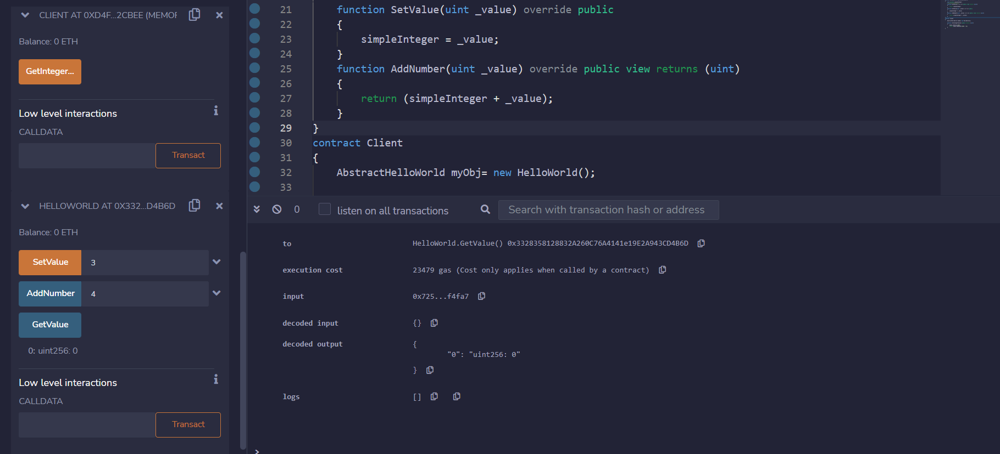 CLIENT AT 0XD4F...2CBEE (MEMOR
Balance: 0 ETH
GetInteger...
Low level interactions
CALLDATA
Transact
HELLOWORLD AT 0X332...D4B6D
Balance: 0 ETH
SetValue 3
AddNumber 4
GetValue
0: uint256: 0
Low level interactions
CALLDATA
Transact
21 function SetValue(uint _value) override public
22 {
23 simpleInteger = _value;
24 }
25 function AddNumber(uint _value) override public view returns (uint)
26 {
27 return (simpleInteger + _value);
28 }
29 }
30 contract Client
31 {
32 AbstractHelloWorld myObj= new HelloWorld();
33
0 listen on all transactions Search with transaction hash or address
to HelloWorld.GetValue() 0x3328358128832A260C76A4141e19E2A943CD4B6D
execution cost 23479 gas (Cost only applies when called by a contract)
input 0x725...f4fa7
decoded input {}
decoded output {
"0": "uint256: 0"
}
logs []
>